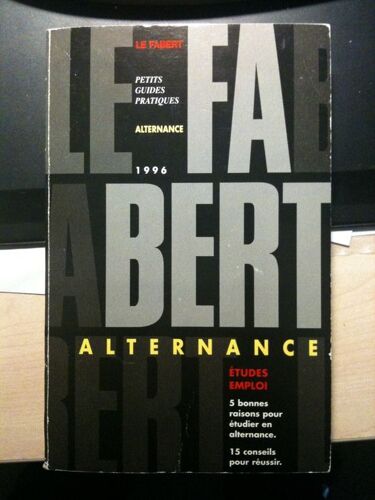 LE FABERT
PETITS
GUIDES
PRATIQUES
ALTERNANCE
1996
LE FAB
ABERT
BERT
ALTERNANCE
ÉTUDES
EMPLOI
5 bonnes
raisons pour
étudier en
alternance.
15 conseils
pour réussir.